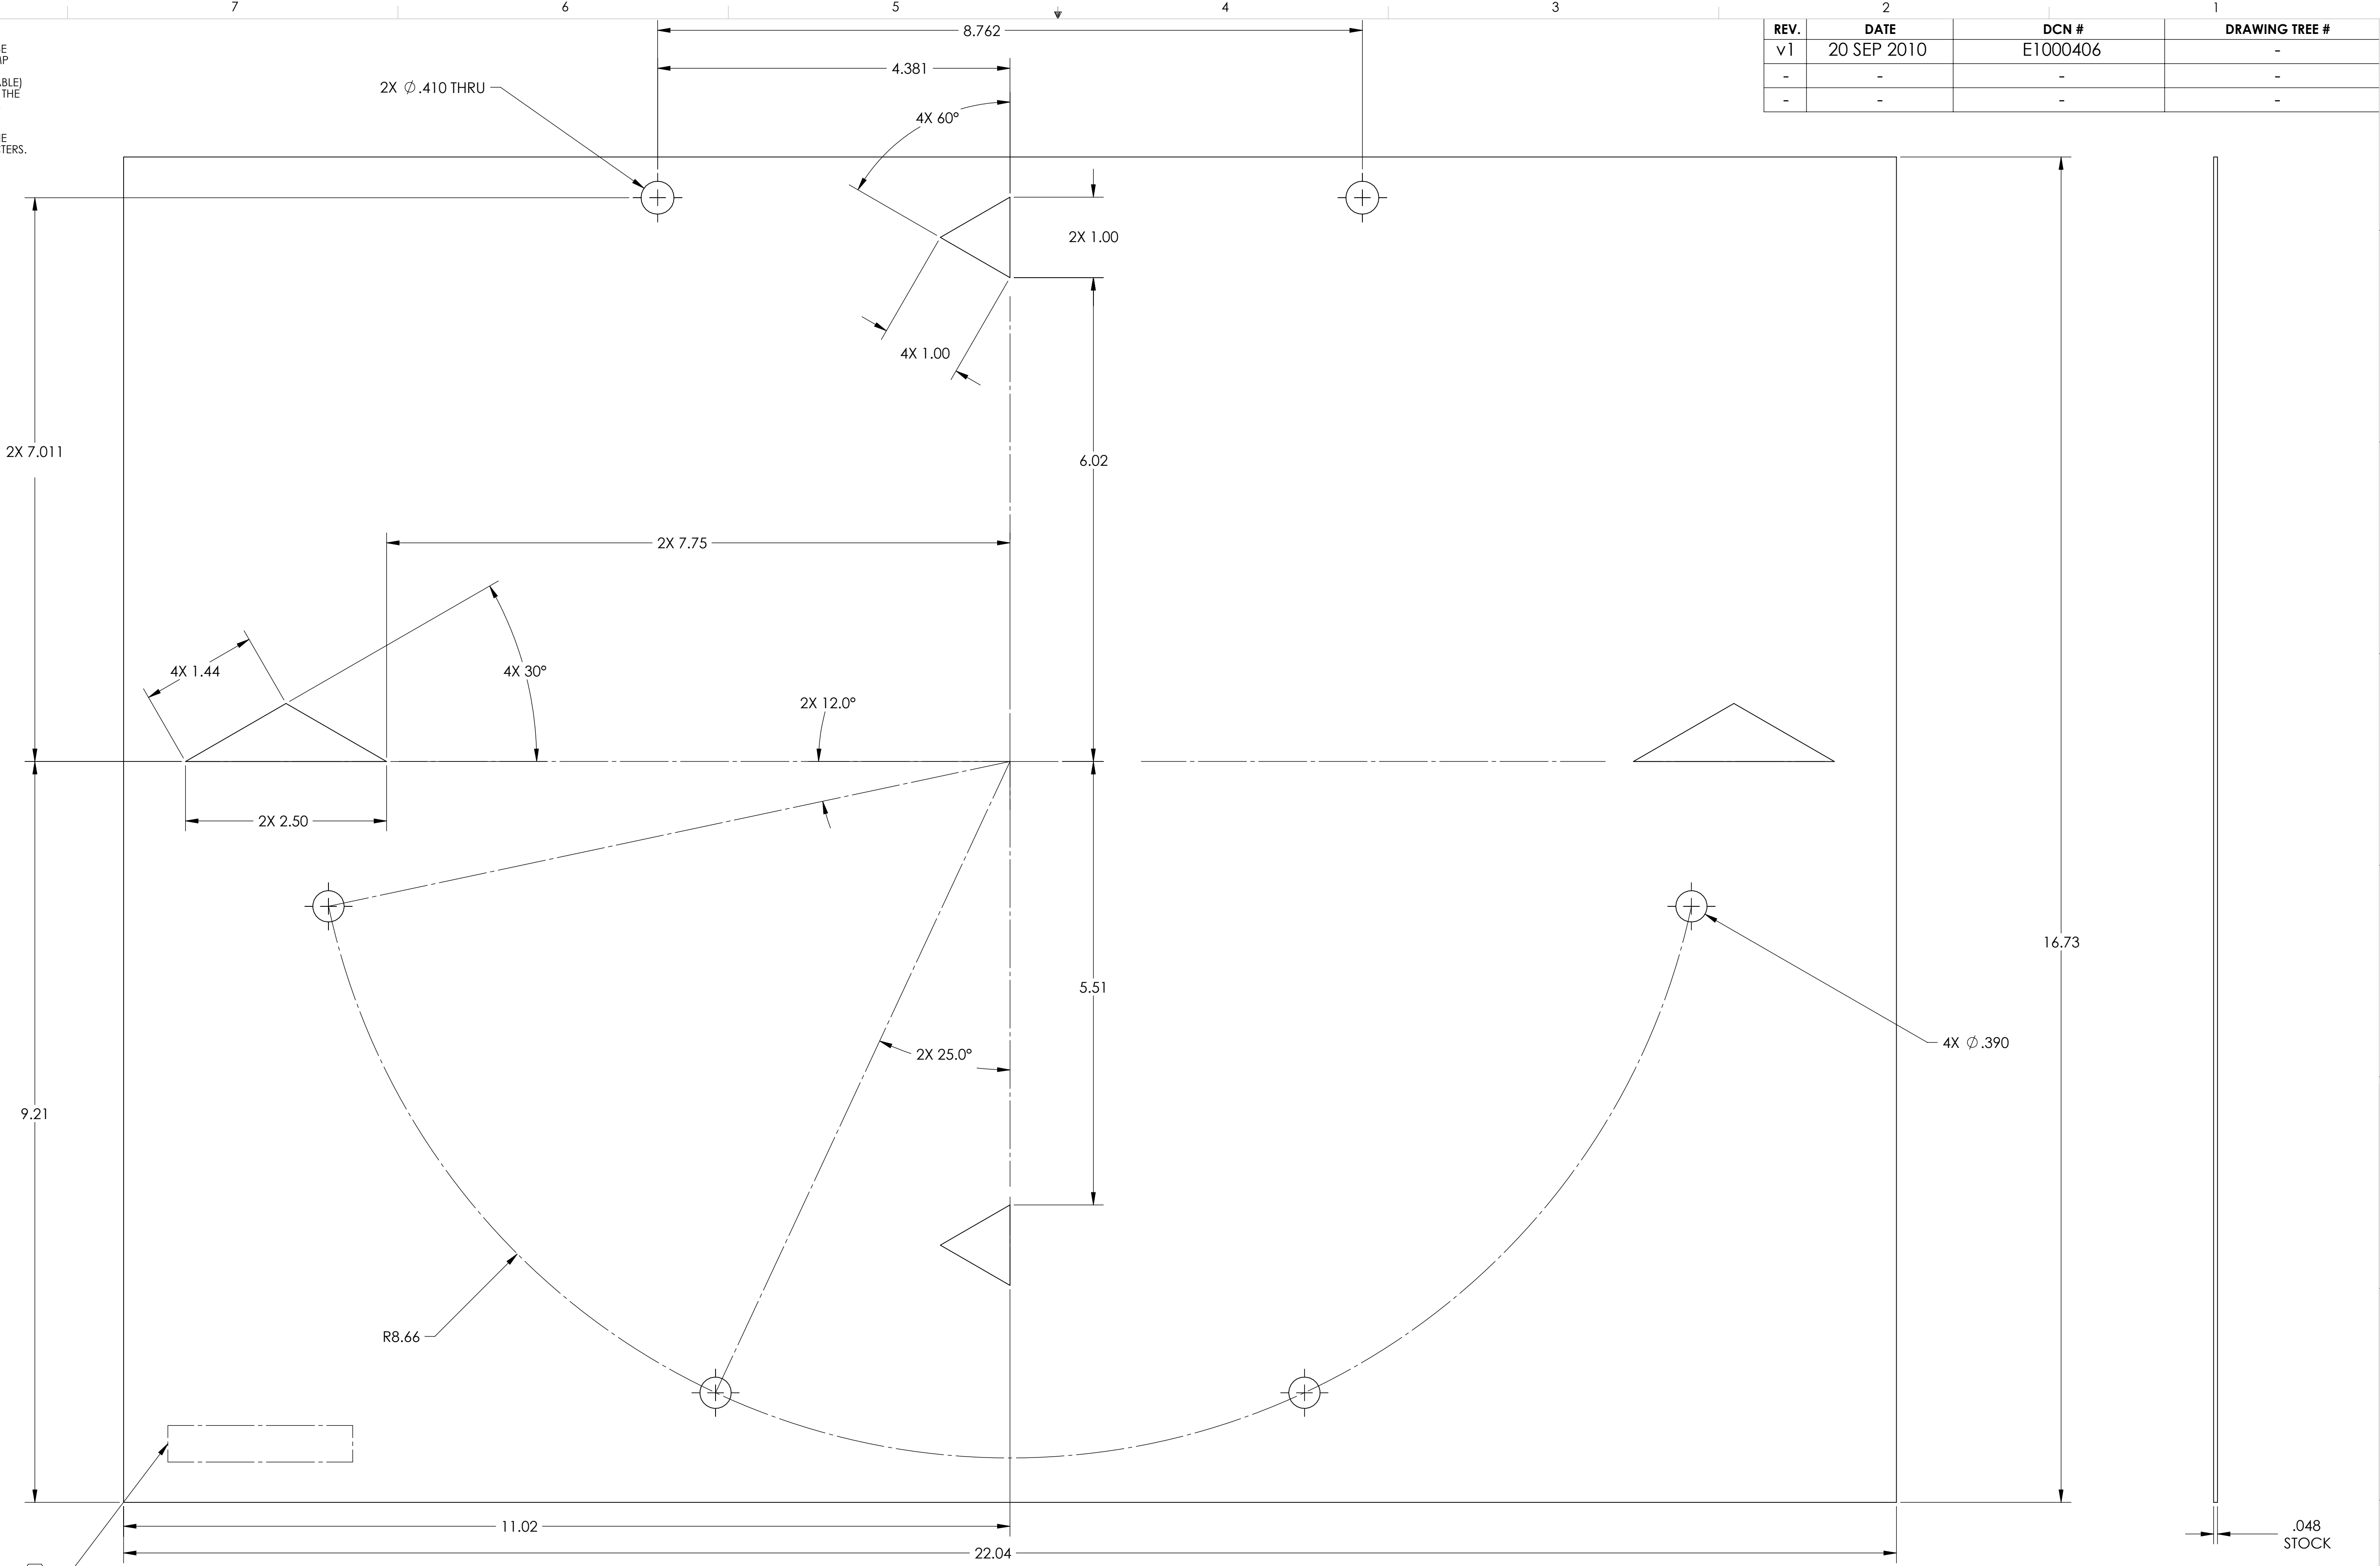 7 6 5 4 3 2 1
REV. DATE DCN # DRAWING TREE #
v1 20 SEP 2010 E1000406 -
- - - -
- - - -
THE
TERS.
8.762
4.381
2X ∅.410 THRU
4X 60°
2X 1.00
4X 1.00
2X 7.011
6.02
2X 7.75
4X 1.44
4X 30°
2X 12.0°
2X 2.50
16.73
5.51
4X ∅.390
2X 25.0°
9.21
R8.66
11.02
22.04
.048
STOCK